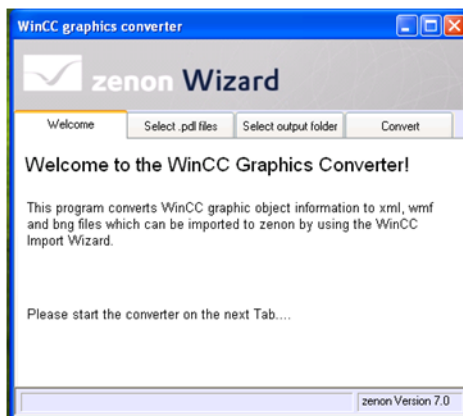 WinCC graphics converter
zenon Wizard
Welcome
Select .pdl files
Select output folder
Convert
Welcome to the WinCC Graphics Converter!
This program converts WinCC graphic object information to xml, wmf
and bng files which can be imported to zenon by using the WinCC
Import Wizard.
Please start the converter on the next Tab....
zenon Version 7.0